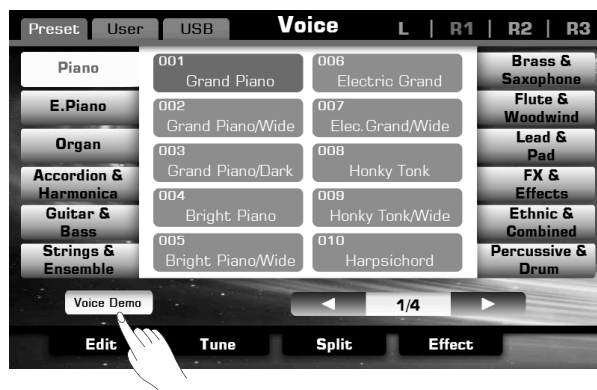 Preset User USB Voice L | R1 | R2 | R3
Piano
E.Piano
Organ
Accordion &
Harmonica
Guitar &
Bass
Strings &
Ensemble
001
Grand Piano
002
Grand Piano/Wide
003
Grand Piano/Dark
004
Bright Piano
005
Bright Piano/Wide
006
Electric Grand
007
Elec.Grand/Wide
008
Honky Tonk
009
Honky Tonk/Wide
010
Harpsichord
Brass &
Saxophone
Flute &
Woodwind
Lead &
Pad
FX &
Effects
Ethnic &
Combined
Percussive &
Drum
Voice Demo
1/4
Edit Tune Split Effect